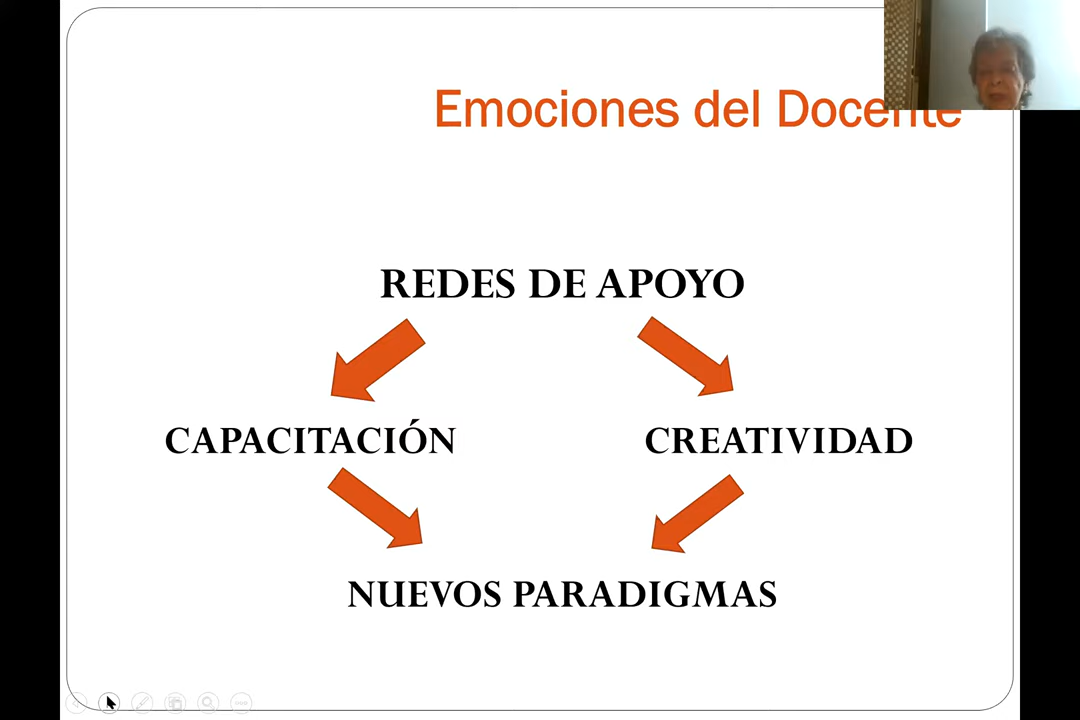 Emociones del Docente
REDES DE APOYO
CAPACITACIÓN
CREATIVIDAD
NUEVOS PARADIGMAS